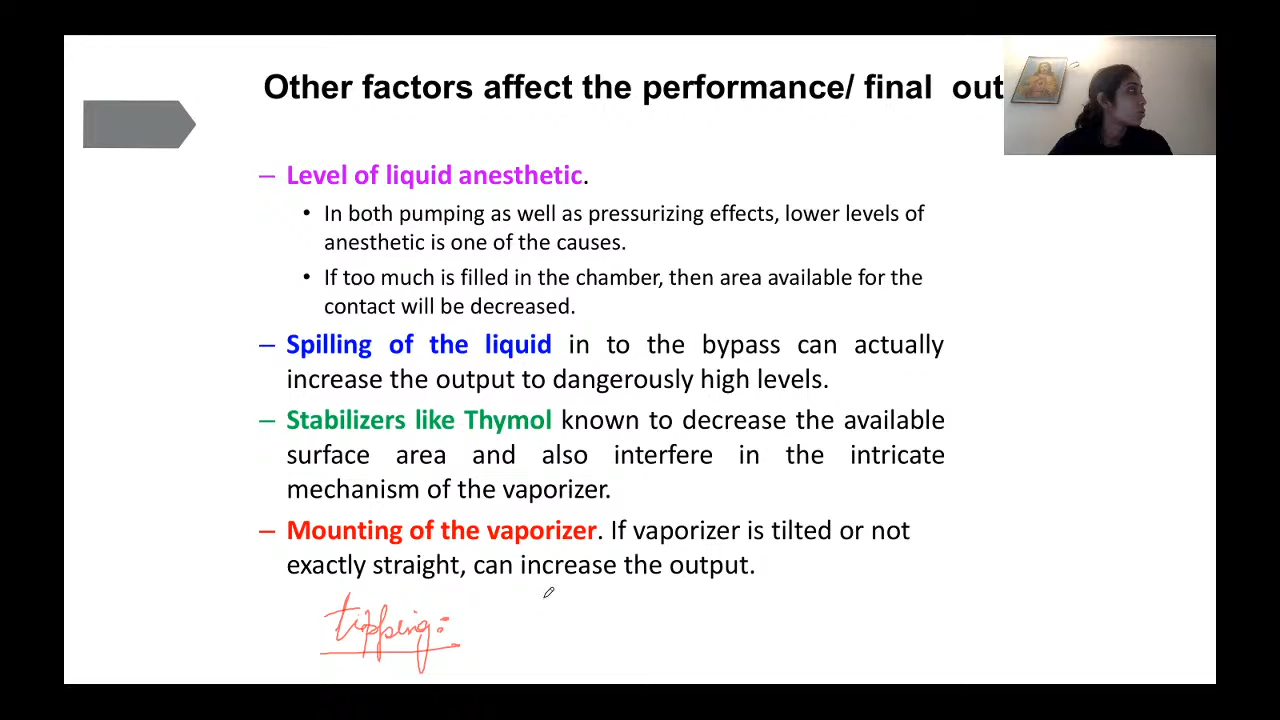 Other factors affect the performance/ final out
– Level of liquid anesthetic.
• In both pumping as well as pressurizing effects, lower levels of
anesthetic is one of the causes.
• If too much is filled in the chamber, then area available for the
contact will be decreased.
– Spilling of the liquid in to the bypass can actually
increase the output to dangerously high levels.
– Stabilizers like Thymol known to decrease the available
surface area and also interfere in the intricate
mechanism of the vaporizer.
– Mounting of the vaporizer. If vaporizer is tilted or not
exactly straight, can increase the output.
tipping: